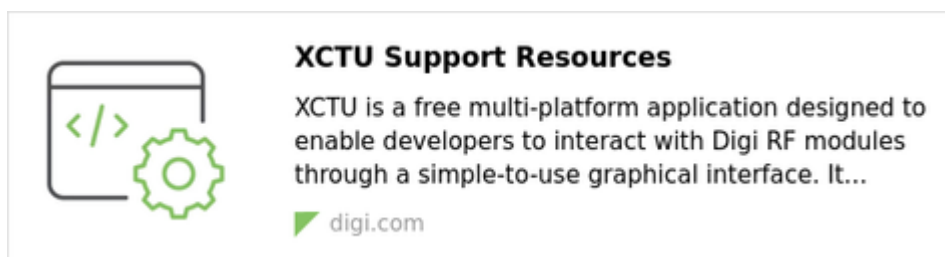 </>
XCTU Support Resources
XCTU is a free multi-platform application designed to
enable developers to interact with Digi RF modules
through a simple-to-use graphical interface. It...
digi.com